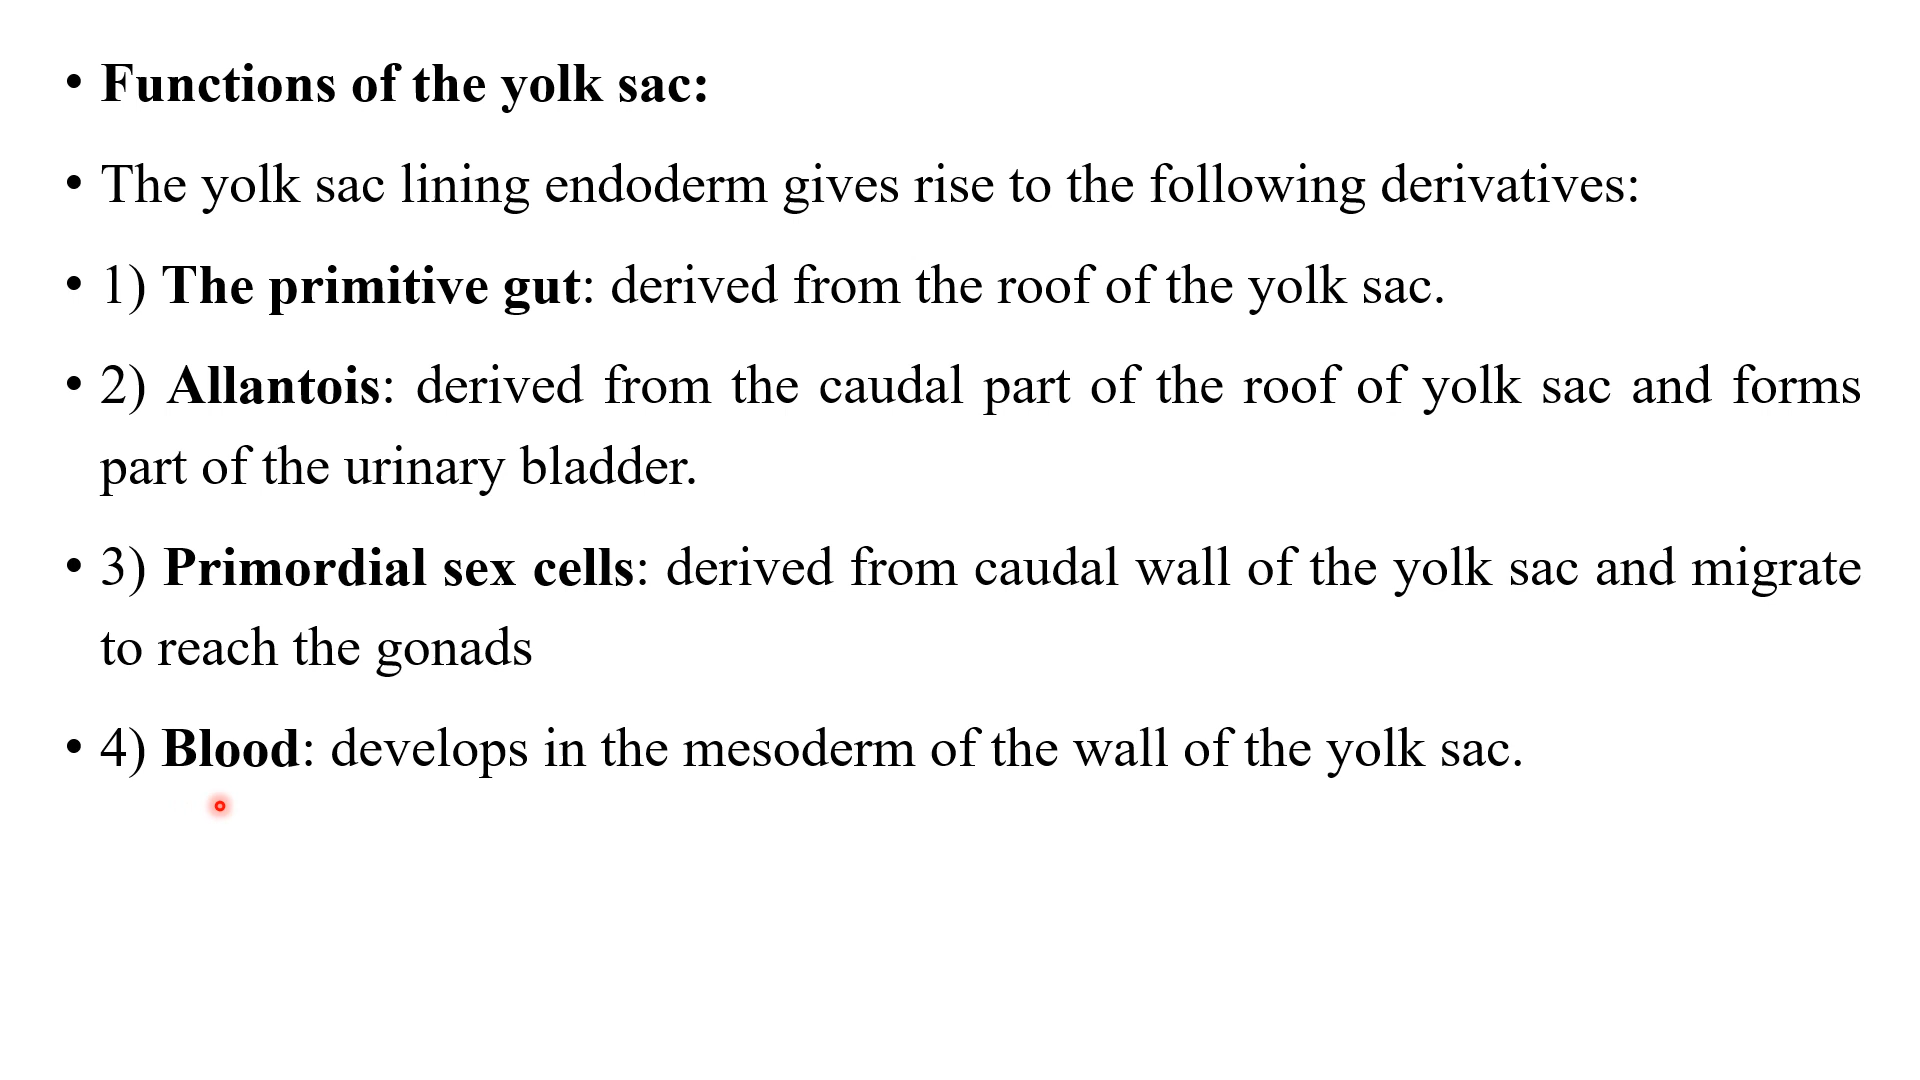 • Functions of the yolk sac:
• The yolk sac lining endoderm gives rise to the following derivatives:
• 1) The primitive gut: derived from the roof of the yolk sac.
• 2) Allantois: derived from the caudal part of the roof of yolk sac and forms
part of the urinary bladder.
• 3) Primordial sex cells: derived from caudal wall of the yolk sac and migrate
to reach the gonads
• 4) Blood: develops in the mesoderm of the wall of the yolk sac.